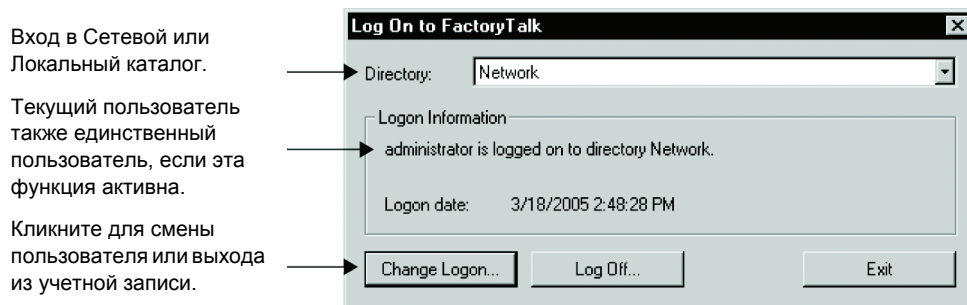 Вход в Сетевой или
Локальный каталог.
Текущий пользователь
также единственный
пользователь, если эта
функция активна.
Кликните для смены
пользователя или выхода
из учетной записи.
Log On to FactoryTalk
Directory: Network
Logon Information
administrator is logged on to directory Network.
Logon date: 3/18/2005 2:48:28 PM
Change Logon... Log Off... Exit